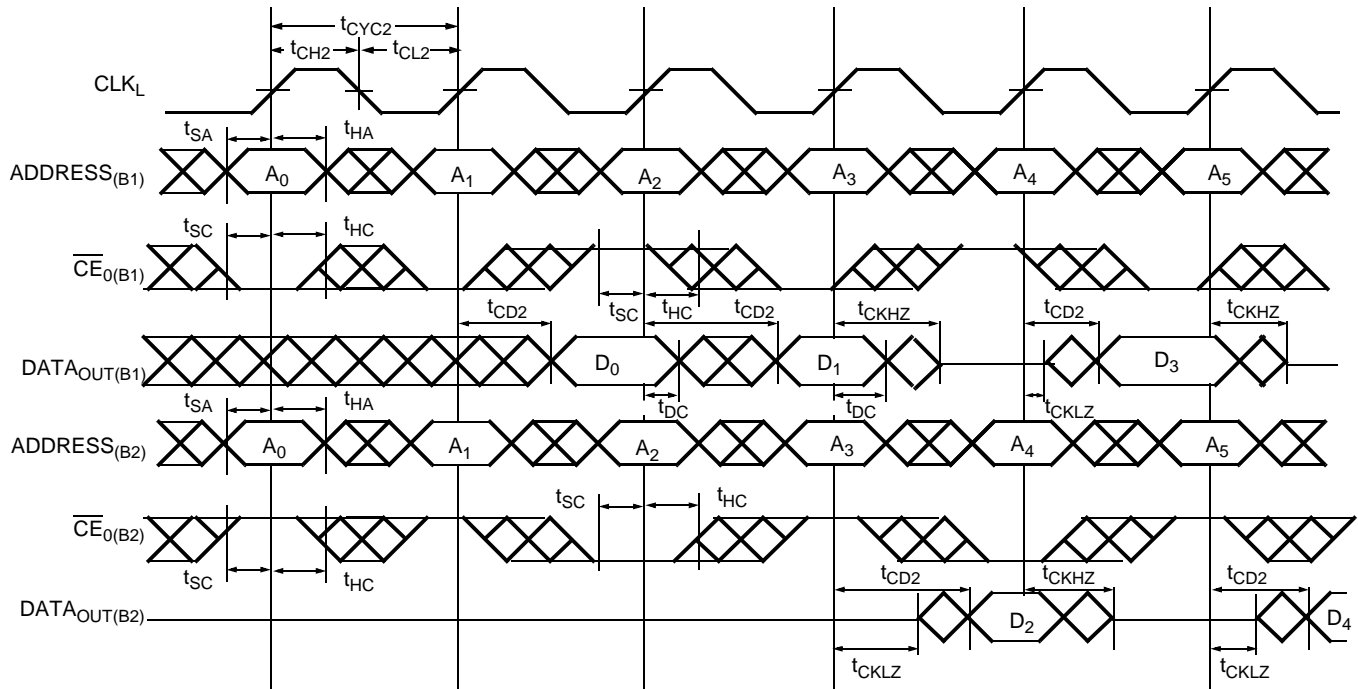 tCYC2
tCH2 tCL2
CLKL
tSA tHA
ADDRESS(B1) A0 A1 A2 A3 A4 A5
tSC tHC
CE0(B1)
tCD2 tSC tHC tCD2 tCKHZ tCD2 tCKHZ
DATAOUT(B1) D0 D1 D3
tSA tHA tDC tDC tCKLZ
ADDRESS(B2) A0 A1 A2 A3 A4 A5
tSC tHC
CE0(B2)
tSC tHC tCD2 tCKHZ tCD2
DATAOUT(B2) D2 D4
tCKLZ tCKLZ